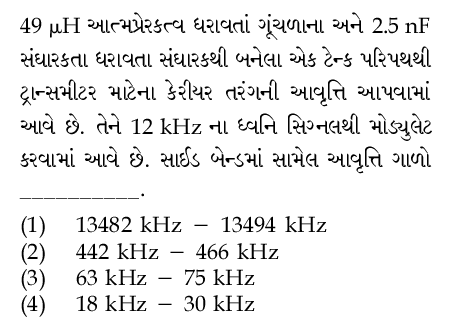 49 μH આત્મપ્રેરકત્વ ધરાવતાં ગૂંચળાના અને 2.5 nF
સંઘારકતા ધરાવતા સંઘારકથી બનેલા એક ટેન્ક પરિપથથી
ટ્રાન્સમીટર માટેના કેરીયર તરંગની આવૃત્તિ આપવામાં
આવે છે. તેને 12 kHz ના ધ્વનિ સિગ્નલથી મોડ્યુલેટ
કરવામાં આવે છે. સાઈડ બેન્ડમાં સામેલ આવૃત્તિ ગાળો
__________.
(1) 13482 kHz – 13494 kHz
(2) 442 kHz – 466 kHz
(3) 63 kHz – 75 kHz
(4) 18 kHz – 30 kHz